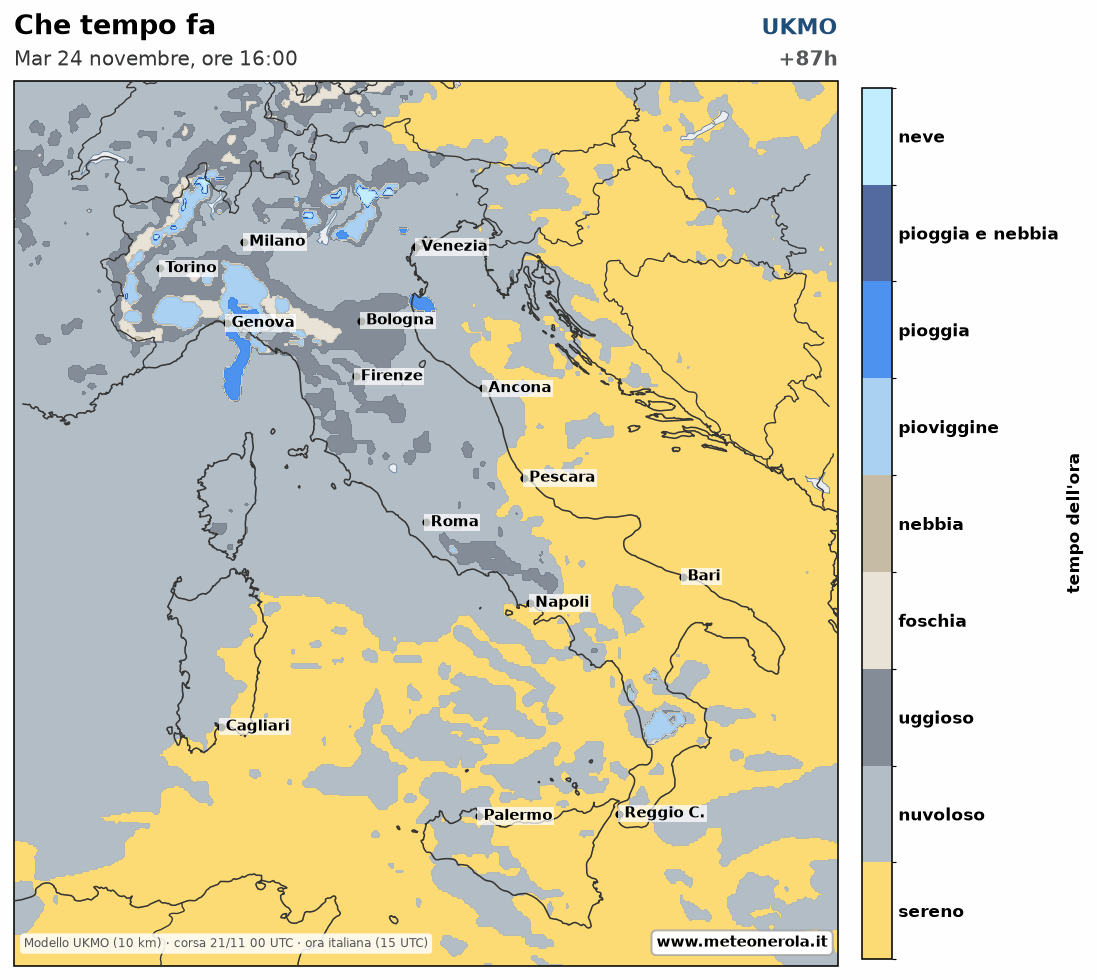 Che tempo fa
UKMO
Mar 24 novembre, ore 16:00
+87h
neve
pioggia e nebbia
pioggia
pioviggine
nebbia
foschia
uggioso
nuvoloso
sereno
tempo dell'ora
Milano
Venezia
Torino
Genova
Bologna
Firenze
Ancona
Pescara
Roma
Bari
Napoli
Cagliari
Palermo
Reggio C.
Modello UKMO (10 km) · corsa 21/11 00 UTC · ora italiana (15 UTC)
www.meteonerola.it